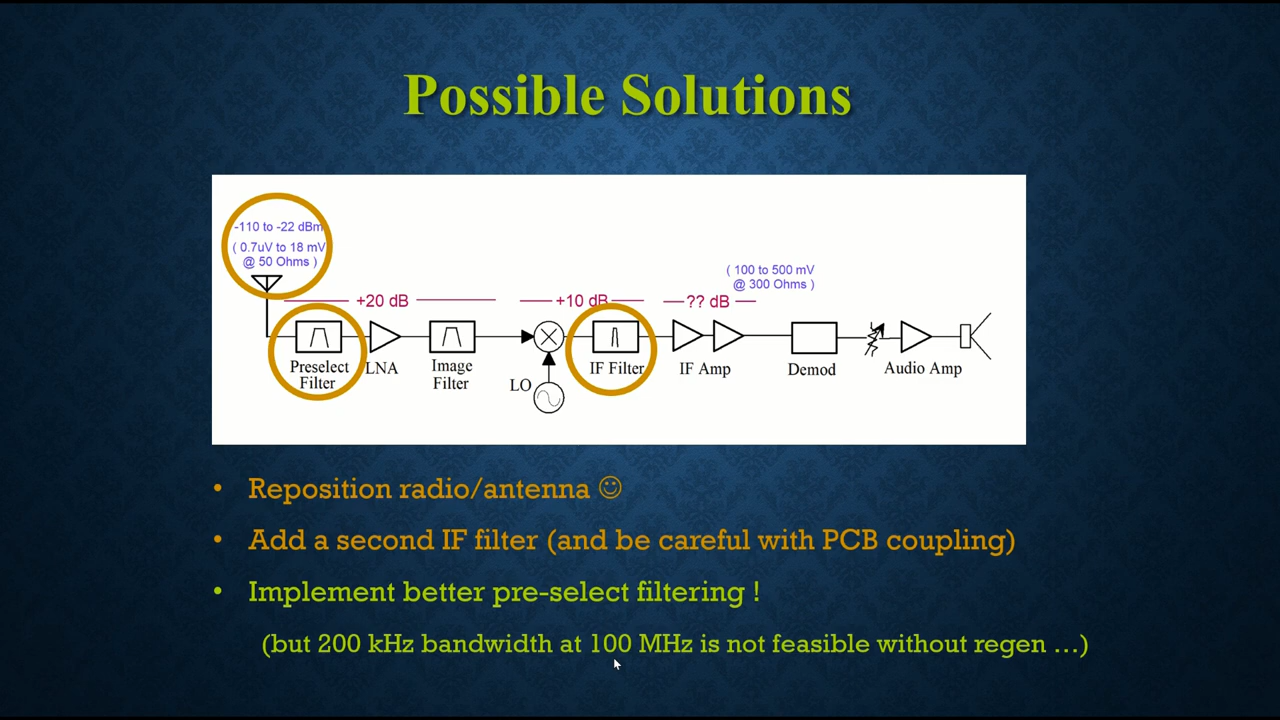 Possible Solutions
-110 to -22 dBm
( 0.7uV to 18 mV
@ 50 Ohms )
( 100 to 500 mV
@ 300 Ohms )
+20 dB
+10 dB
?? dB
Preselect
Filter
LNA
Image
Filter
LO
IF Filter
IF Amp
Demod
Audio Amp
• Reposition radio/antenna ☺
• Add a second IF filter (and be careful with PCB coupling)
• Implement better pre-select filtering !
(but 200 kHz bandwidth at 100 MHz is not feasible without regen …)